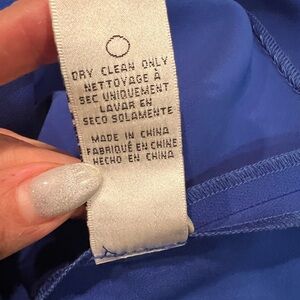 DRY CLEAN ONLY
NETTOYAGE À
SEC UNIQUEMENT
LAVAR EN
SECO SOLAMENTE
MADE IN CHINA
FABRIQUÉ EN CHINE
HECHO EN CHINA